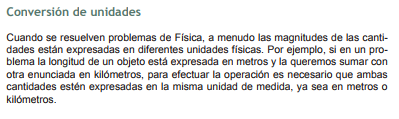 Conversión de unidades
Cuando se resuelven problemas de Física, a menudo las magnitudes de las canti-
dades están expresadas en diferentes unidades físicas. Por ejemplo, si en un pro-
blema la longitud de un objeto está expresada en metros y la queremos sumar con
otra enunciada en kilómetros, para efectuar la operación es necesario que ambas
cantidades estén expresadas en la misma unidad de medida, ya sea en metros o
kilómetros.